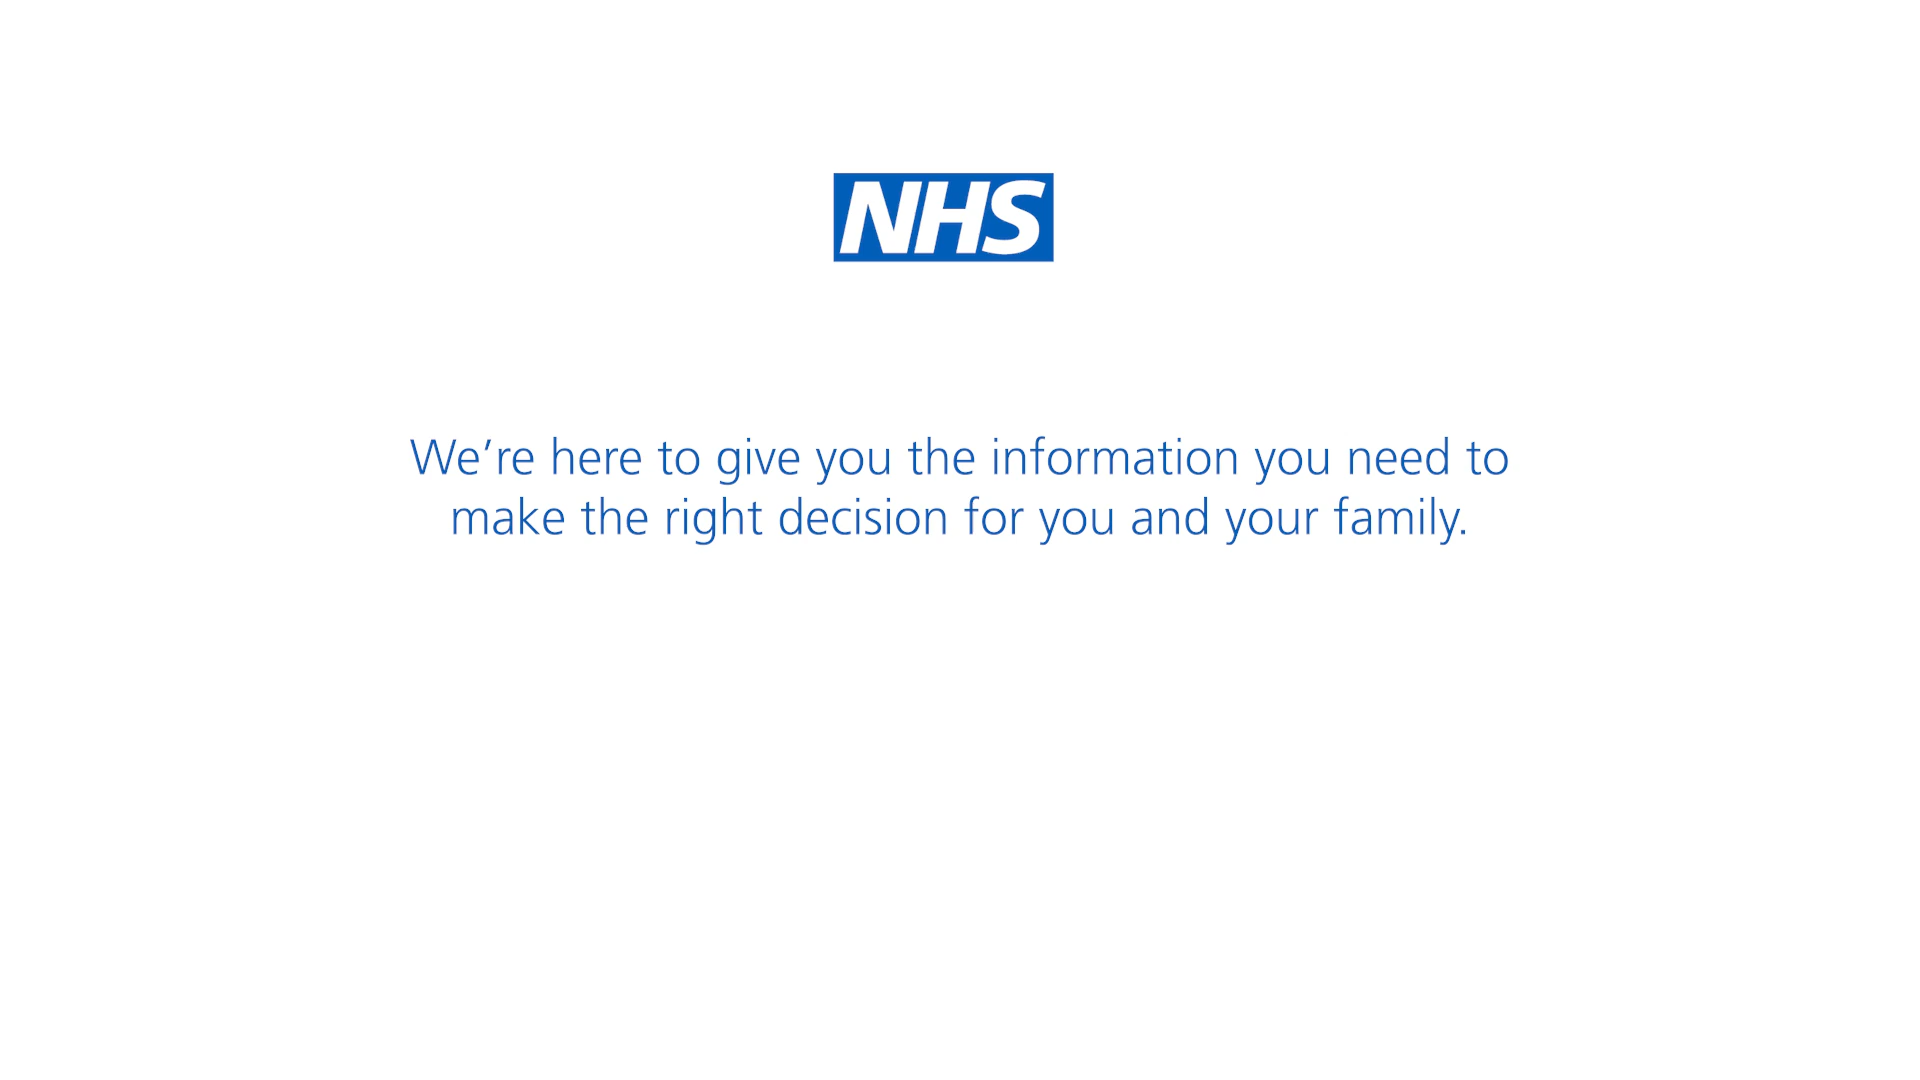 NHS
We’re here to give you the information you need to
make the right decision for you and your family.